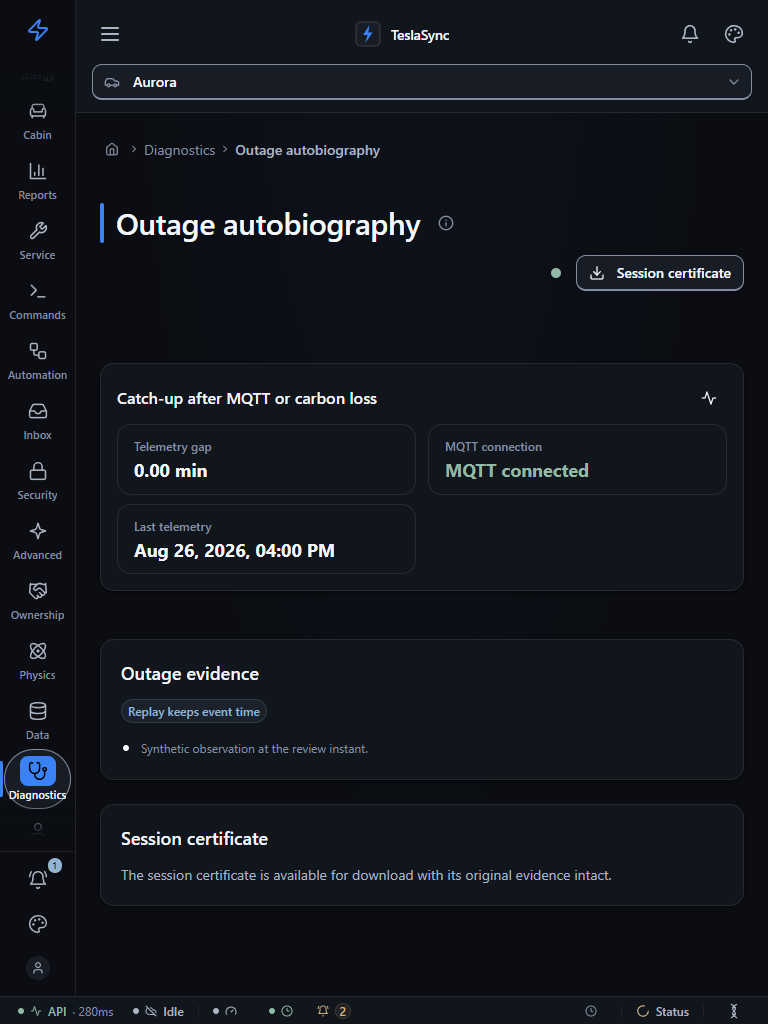 TeslaSync
Aurora
Energy
Cabin
Reports
Service
Commands
Automation
Inbox
Security
Advanced
Ownership
Physics
Data
Diagnostics
1
Diagnostics
Outage autobiography
Outage autobiography
Session certificate
Catch-up after MQTT or carbon loss
Telemetry gap
0.00 min
MQTT connection
MQTT connected
Last telemetry
Aug 26, 2026, 04:00 PM
Outage evidence
Replay keeps event time
Synthetic observation at the review instant.
Session certificate
The session certificate is available for download with its original evidence intact.
API · 280ms
Idle
2
Status